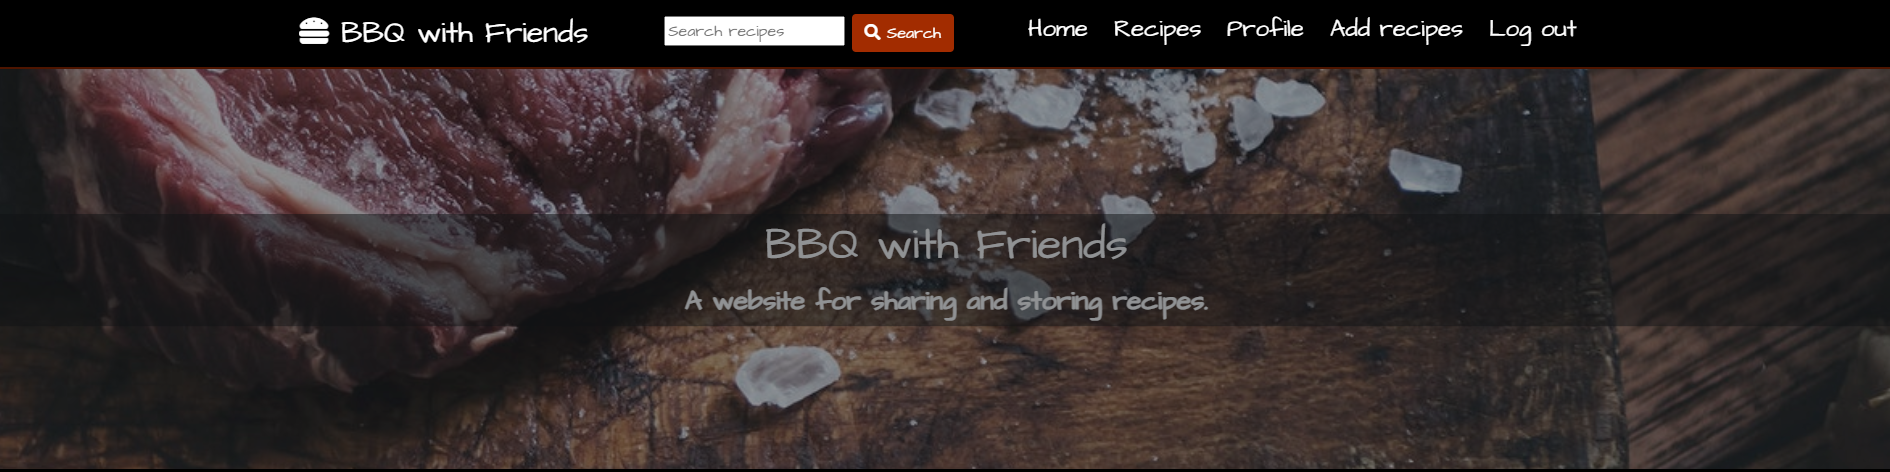 BBQ with Friends
Search recipes
Search
Home Recipes Profile Add recipes Log out
BBQ with Friends
A website for sharing and storing recipes.